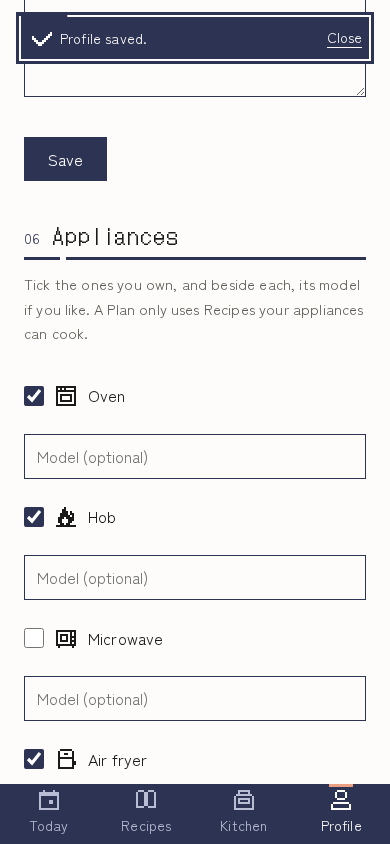 Profile saved.
Close
Save
06 Appliances
Tick the ones you own, and beside each, its model
if you like. A Plan only uses Recipes your appliances
can cook.
Oven
Model (optional)
Hob
Model (optional)
Microwave
Model (optional)
Air fryer
Today
Recipes
Kitchen
Profile